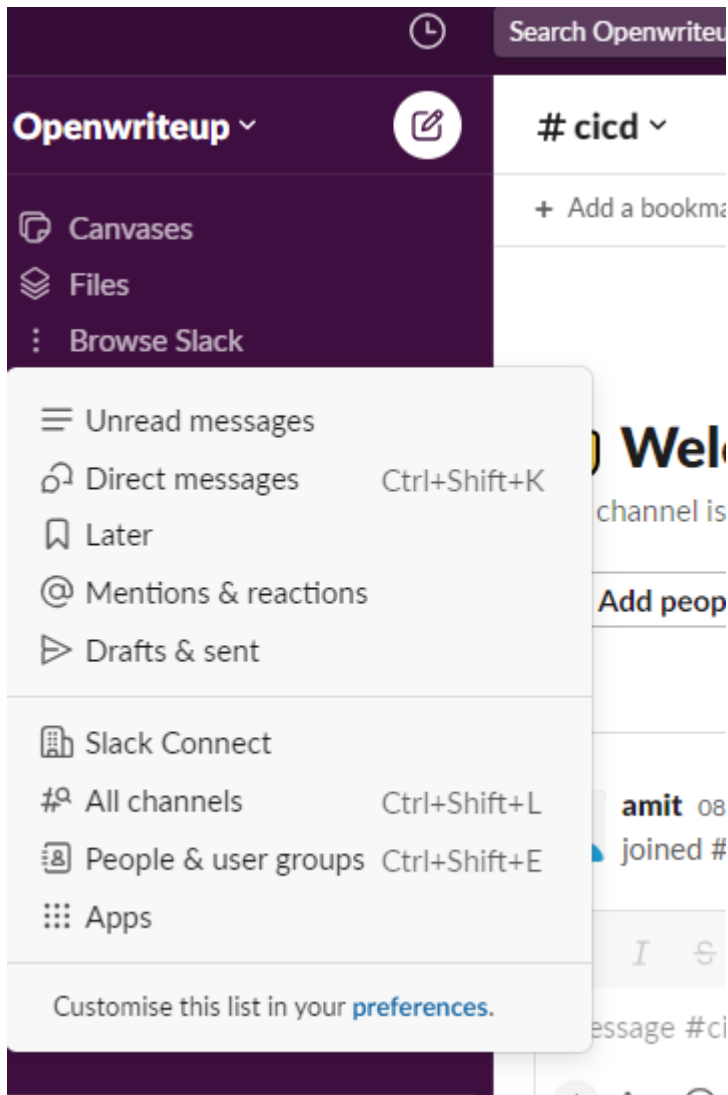 Search Openwriteu
Openwriteup
# cicd
+ Add a bookma
Canvases
Files
Browse Slack
Unread messages
Direct messages Ctrl+Shift+K
Later
Mentions & reactions
Drafts & sent
Slack Connect
All channels Ctrl+Shift+L
People & user groups Ctrl+Shift+E
Apps
Customise this list in your preferences.
Wel
channel is
Add peop
amit 08
joined #
essage #ci